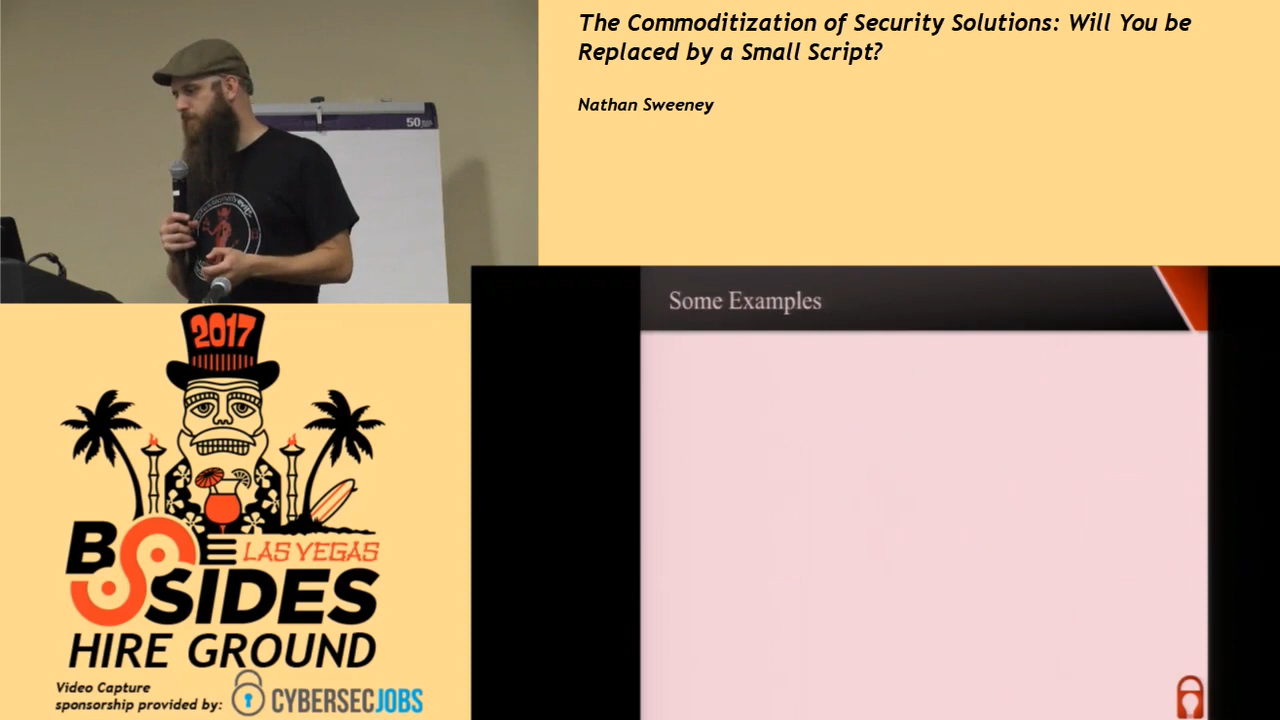 The Commoditization of Security Solutions: Will You be
Replaced by a Small Script?
Nathan Sweeney
50
Some Examples
2017
BSIDES
LAS VEGAS
HIRE GROUND
Video Capture
sponsorship provided by:
CYBERSECJOBS